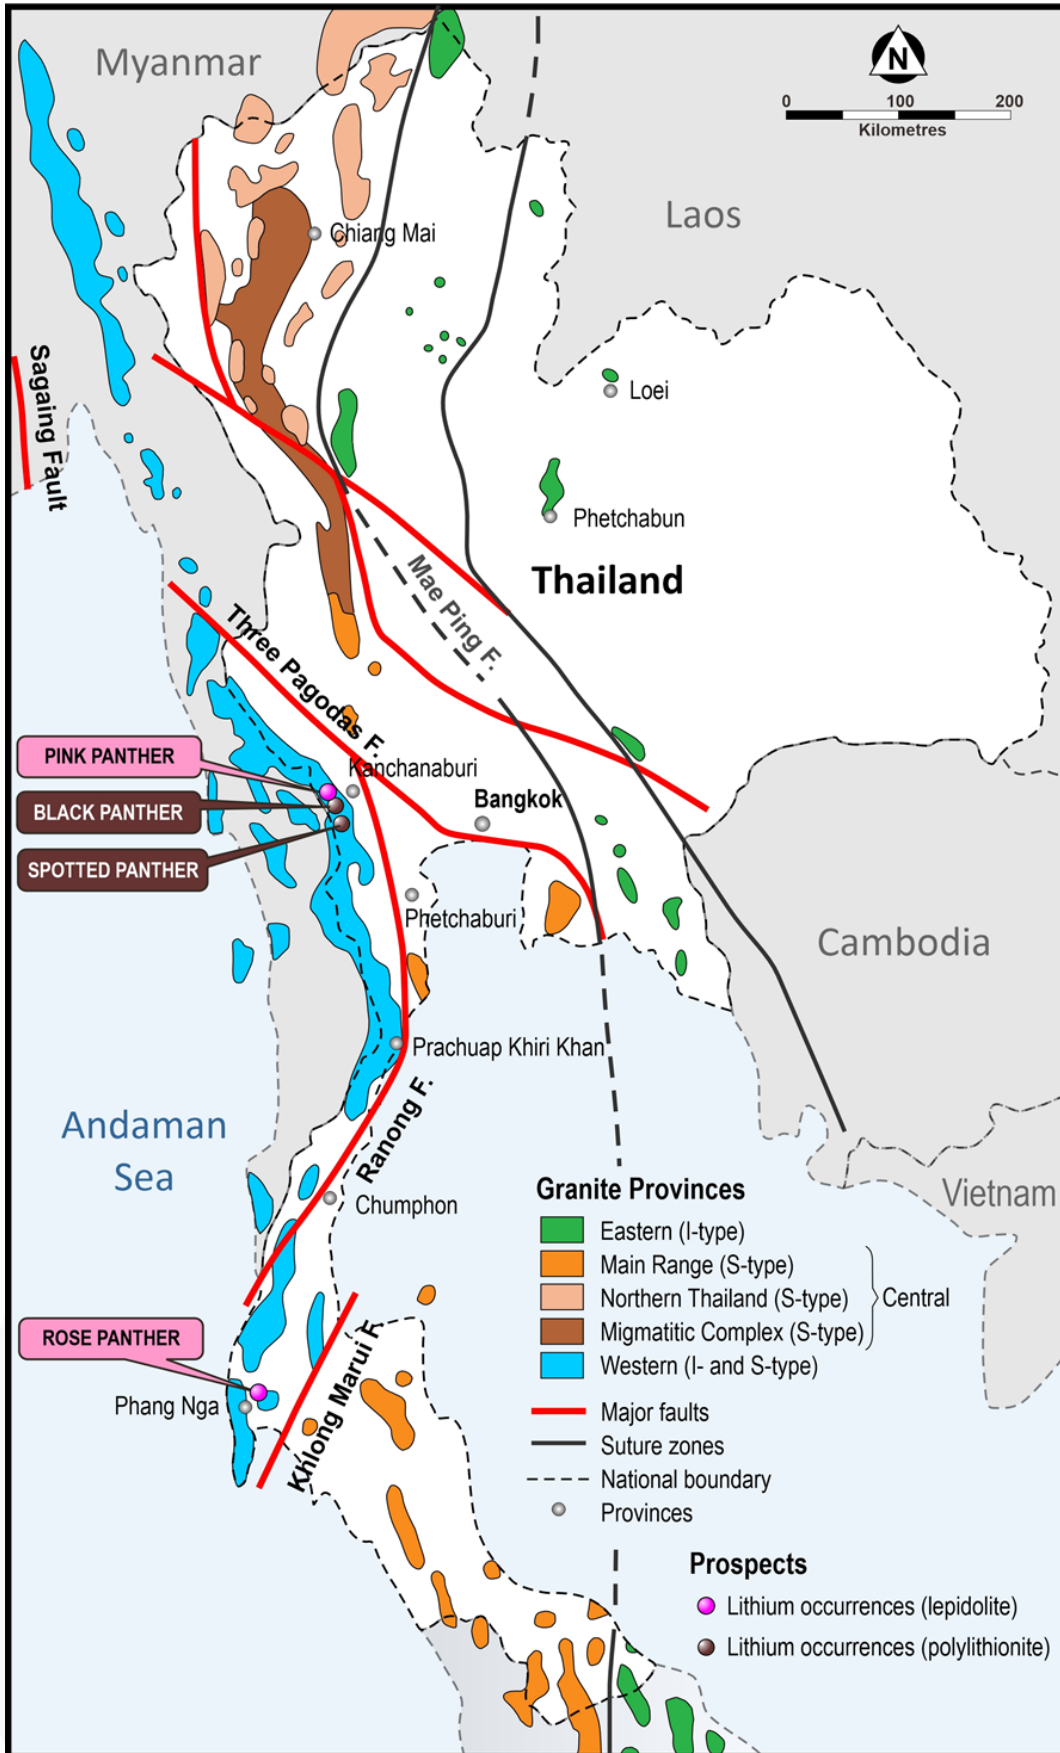 Myanmar
N
0 100 200
Kilometres
Laos
Chiang Mai
Sagaing Fault
Loei
Phetchabun
Thailand
Mae Ping F.
Three Pagodas F.
PINK PANTHER
Kanchanaburi
BLACK PANTHER
Bangkok
SPOTTED PANTHER
Phetchaburi
Cambodia
Prachuap Khiri Khan
Andaman
Sea
Ranong F.
Vietnam
Chumphon
Granite Provinces
Eastern (I-type)
Main Range (S-type)
Northern Thailand (S-type)
Central
Migmatitic Complex (S-type)
Western (I- and S-type)
ROSE PANTHER
Phang Nga
Khlong Marui F.
Major faults
Suture zones
National boundary
Provinces
Prospects
Lithium occurrences (lepidolite)
Lithium occurrences (polylithionite)